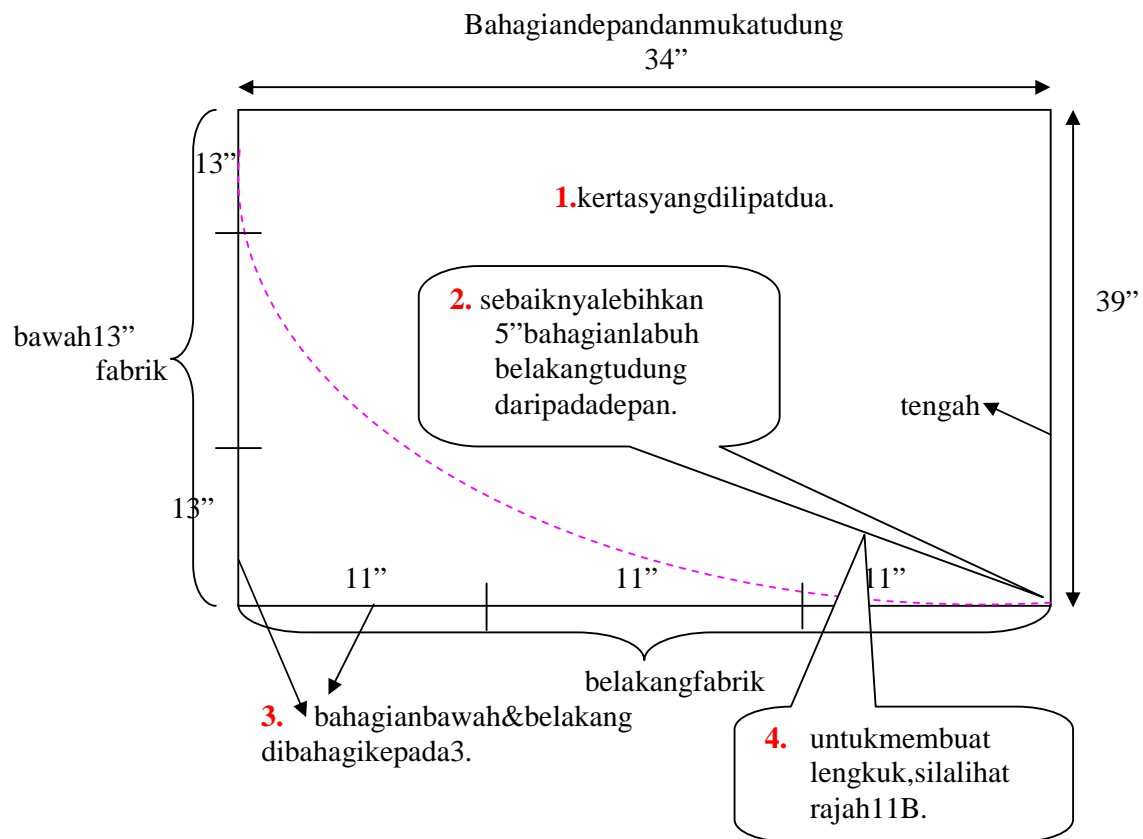 Bahagiandepandanmukatudung
34”
13”
1.kertasyangdilipatdua.
2. sebaiknyalebihkan
5”bahagianlabuh
belakangtudung
daripadadepan.
39”
bawah13”
fabrik
tengah
13”
11”
11”
11”
belakangfabrik
3. bahagianbawah&belakang
dibahagikepada3.
4. untukmembuat
lengkuk,silalihat
rajah11B.